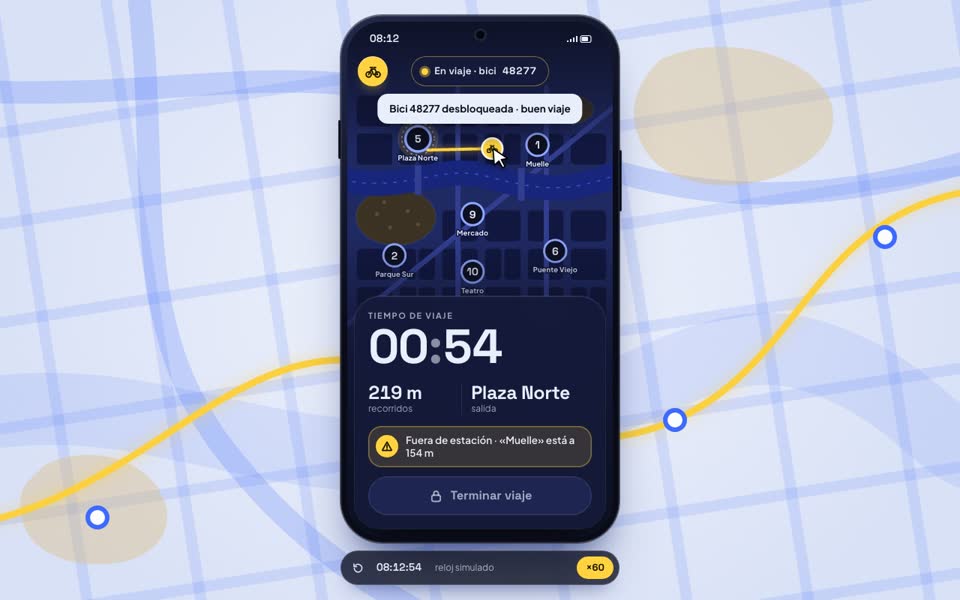 08:12
En viaje · bici 48277
Bici 48277 desbloqueada · buen viaje
5
Plaza Norte
1
Muelle
9
Mercado
2
Parque Sur
6
Puente Viejo
10
Teatro
TIEMPO DE VIAJE
00:54
219 m
recorridos
Plaza Norte
salida
Fuera de estación · «Muelle» está a
154 m
Terminar viaje
08:12:54 reloj simulado ×60